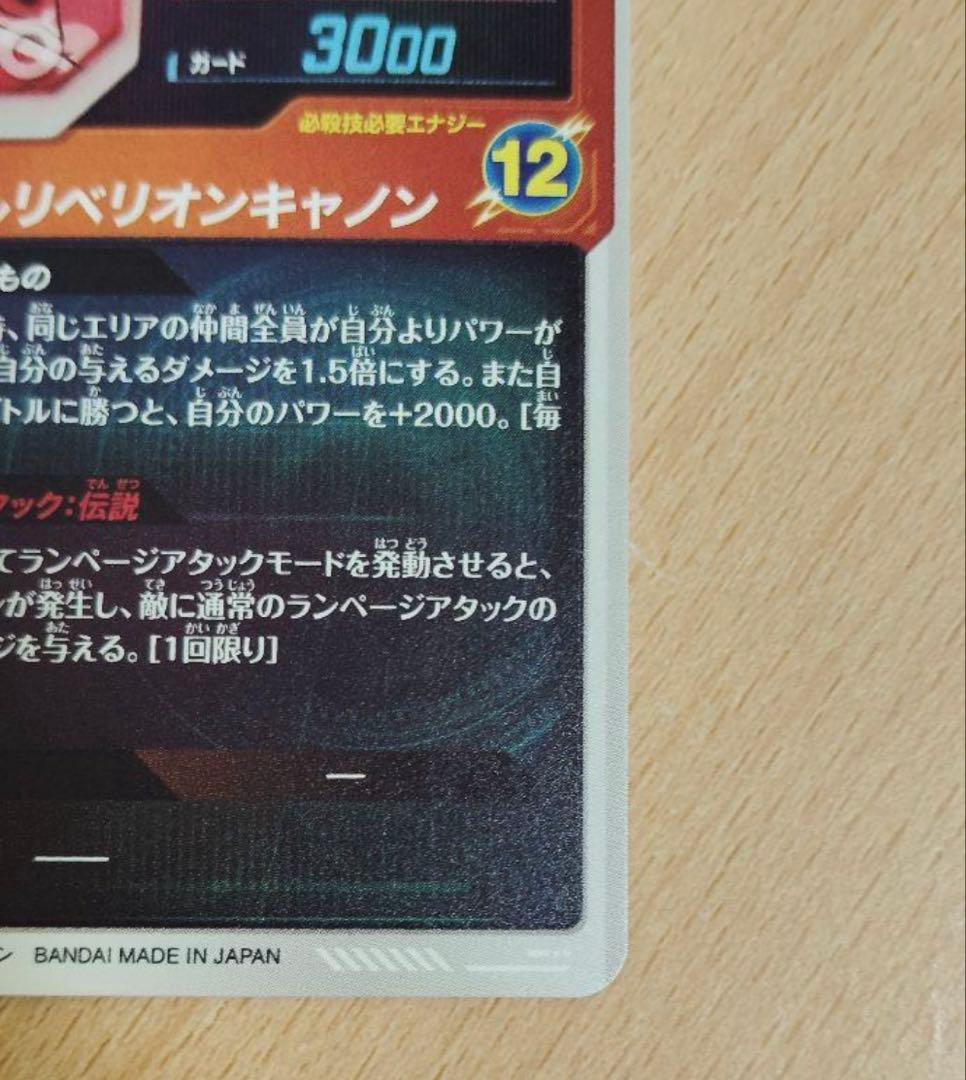 ガード 3000
必殺技必要エナジー
12
リベリオンキャノン
もの
、同じエリアの仲間全員が自分よりパワーが
自分の与えるダメージを1.5倍にする。また自
トルに勝つと、自分のパワーを+2000。[毎
タック:伝説
てランページアタックモードを発動させると、
が発生し、敵に通常のランページアタックの
ジを与える。[1回限り]
ー
ン BANDAI MADE IN JAPAN